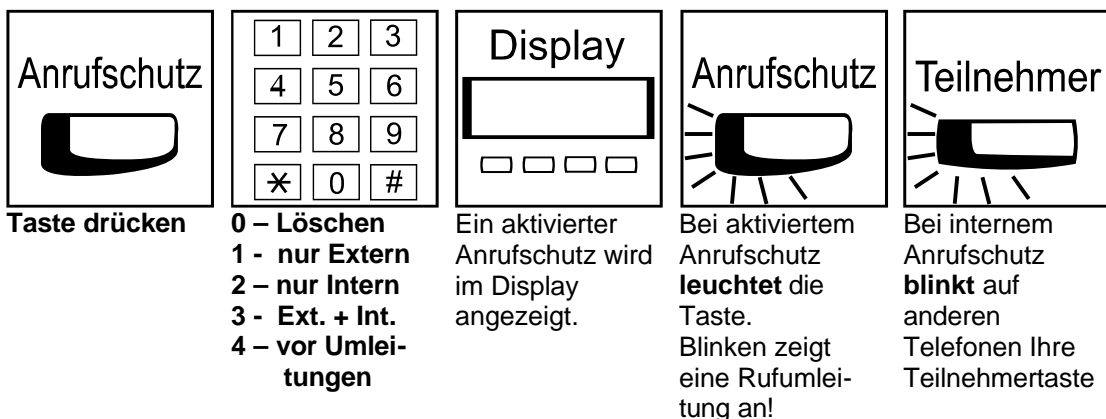 Anrufschutz
1 2 3
4 5 6
7 8 9
* 0 #
Display
Anrufschutz
Teilnehmer
Taste drücken
0 – Löschen
1 - nur Extern
2 – nur Intern
3 - Ext. + Int.
4 – vor Umlei-
tungen
Ein aktivierter
Anrufschutz wird
im Display
angezeigt.
Bei aktiviertem
Anrufschutz
leuchtet die
Taste.
Blinken zeigt
eine Rufumlei-
tung an!
Bei internem
Anrufschutz
blinkt auf
anderen
Telefonen Ihre
Teilnehmertaste